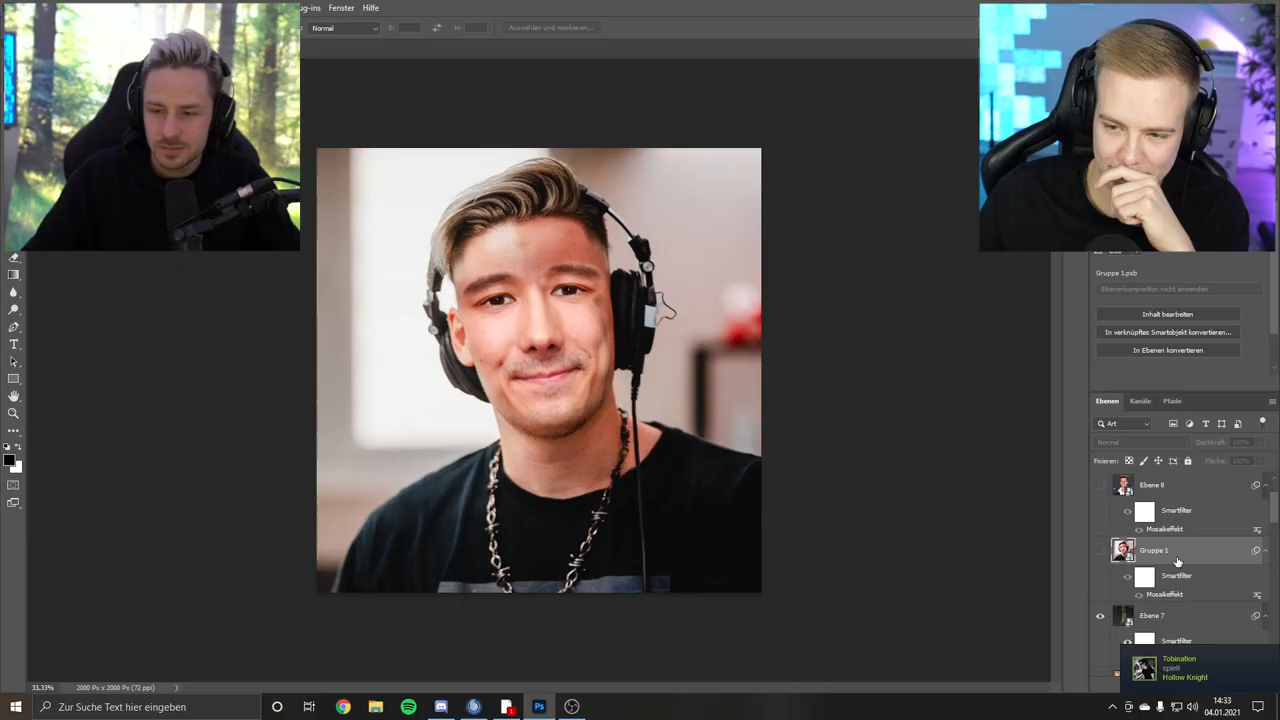 ug-ins Fenster Hilfe
Normal B: H: Auswählen und maskieren...
Gruppe 1.psb
Ebenenkomposition nicht anwenden
Inhalt bearbeiten
In verknüpftes Smartobjekt konvertieren...
In Ebenen konvertieren
Ebenen Kanäle Pfade
Art
Normal Deckkraft: 100%
Fixieren: Fläche: 100%
Ebene 8
Smartfilter
Mosaikeffekt
Gruppe 1
Smartfilter
Mosaikeffekt
Ebene 7
Smartfilter
Tobination
spielt
Hollow Knight
33,33% 2000 Px x 2000 Px (72 ppi)
Zur Suche Text hier eingeben
14:33
04.01.2021